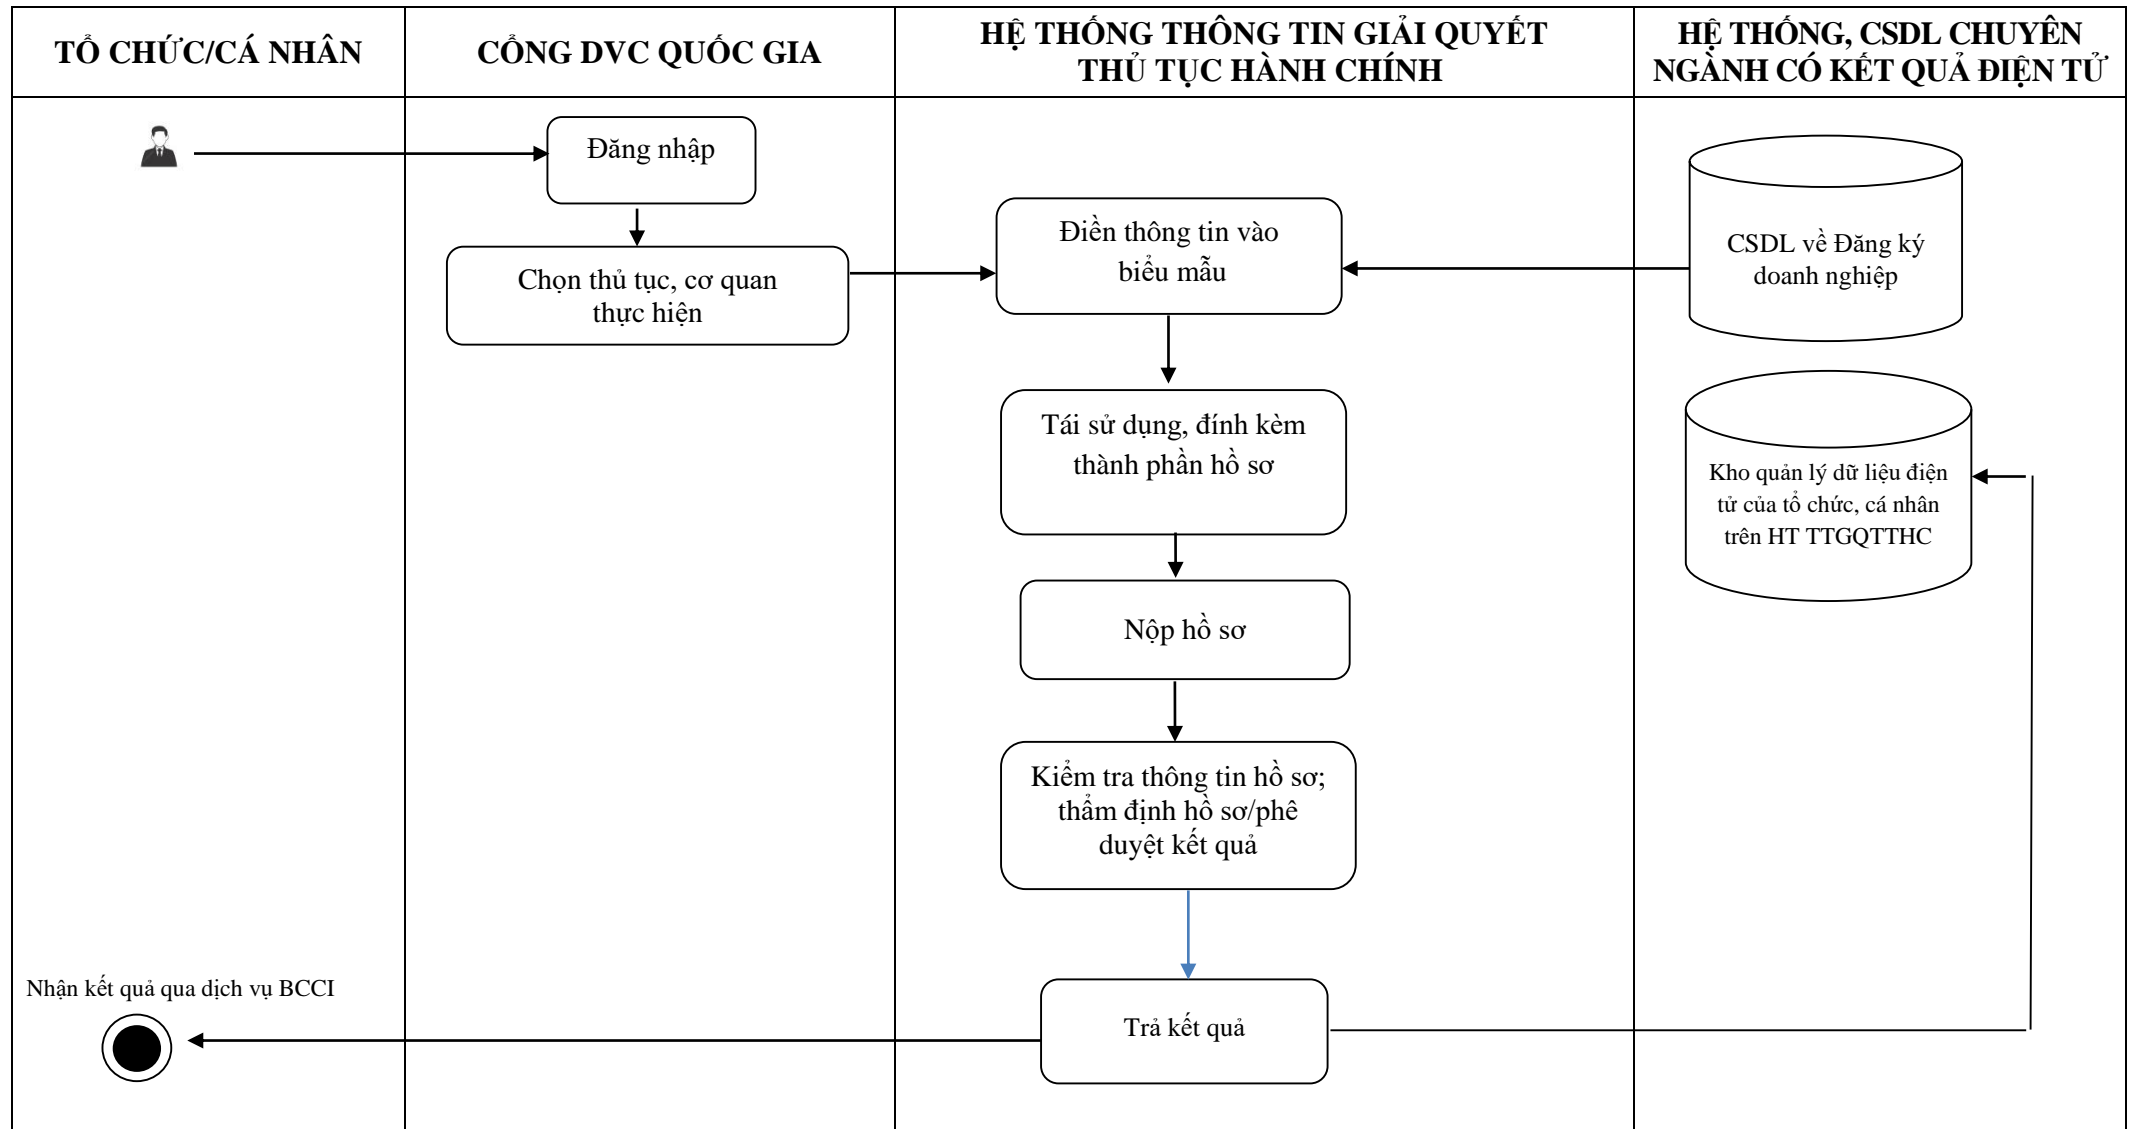 TỔ CHỨC/CÁ NHÂN
CỔNG DVC QUỐC GIA
HỆ THỐNG THÔNG TIN GIẢI QUYẾT
THỦ TỤC HÀNH CHÍNH
HỆ THỐNG, CSDL CHUYÊN
NGÀNH CÓ KẾT QUẢ ĐIỆN TỬ
Đăng nhập
Chọn thủ tục, cơ quan
thực hiện
Điền thông tin vào
biểu mẫu
CSDL về Đăng ký
doanh nghiệp
Tái sử dụng, đính kèm
thành phần hồ sơ
Kho quản lý dữ liệu điện
tử của tổ chức, cá nhân
trên HT TTGQTTHC
Nộp hồ sơ
Kiểm tra thông tin hồ sơ;
thẩm định hồ sơ/phê
duyệt kết quả
Nhận kết quả qua dịch vụ BCCI
Trả kết quả